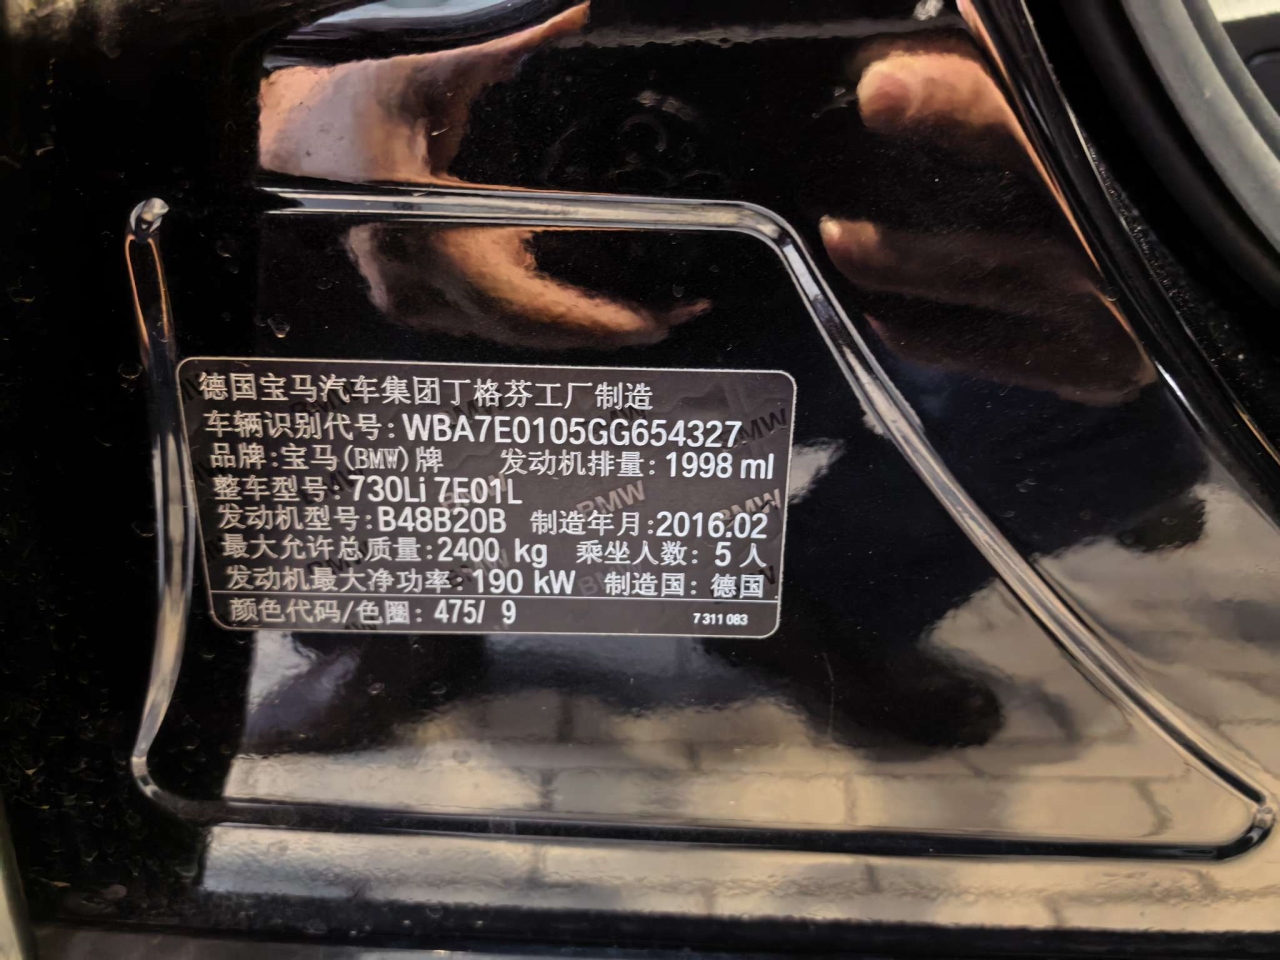 德国宝马汽车集团丁格芬工厂制造
车辆识别代号: WBA7E0105GG654327
品牌:宝马(BMW)牌 发动机排量: 1998 ml
整车型号: 730Li 7E01L
发动机型号: B48B20B 制造年月:2016.02
最大允许总质量:2400 kg 乘坐人数: 5 人
发动机最大净功率: 190 kW 制造国: 德国
颜色代码/色圈: 475/ 9 7 311 083